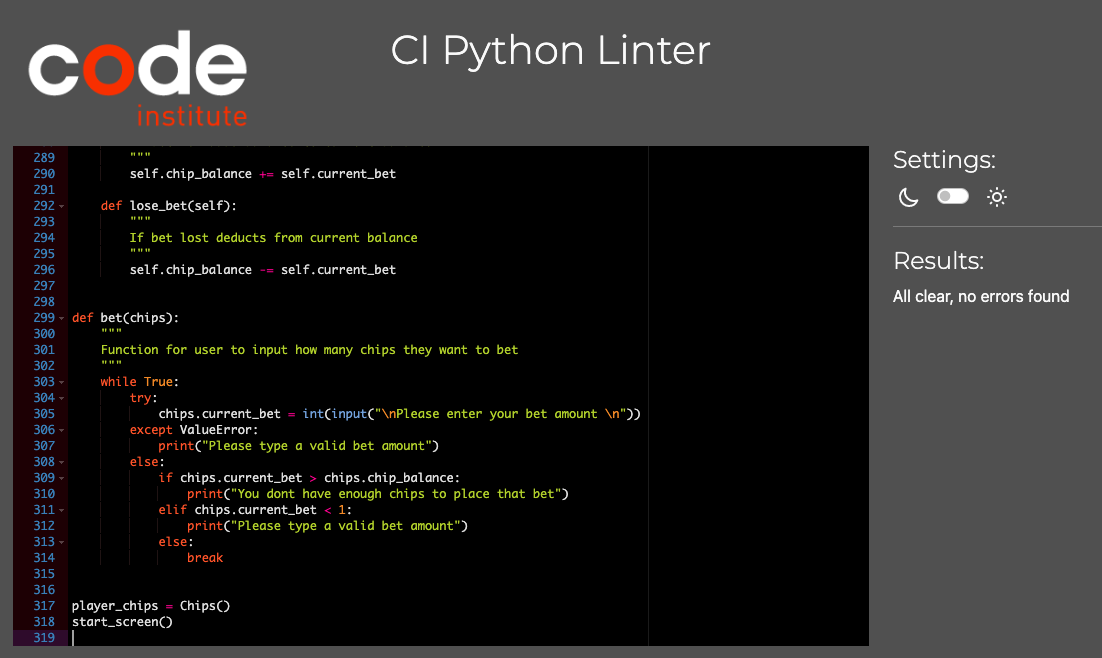 code
institute
CI Python Linter
289 """
290 self.chip_balance += self.current_bet
291
292 def lose_bet(self):
293 """
294 If bet lost deducts from current balance
295 """
296 self.chip_balance -= self.current_bet
297
298
299 def bet(chips):
300 """
301 Function for user to input how many chips they want to bet
302 """
303 while True:
304 try:
305 chips.current_bet = int(input("\nPlease enter your bet amount \n"))
306 except ValueError:
307 print("Please type a valid bet amount")
308 else:
309 if chips.current_bet > chips.chip_balance:
310 print("You dont have enough chips to place that bet")
311 elif chips.current_bet < 1:
312 print("Please type a valid bet amount")
313 else:
314 break
315
316
317 player_chips = Chips()
318 start_screen()
319
Settings:
Results:
All clear, no errors found